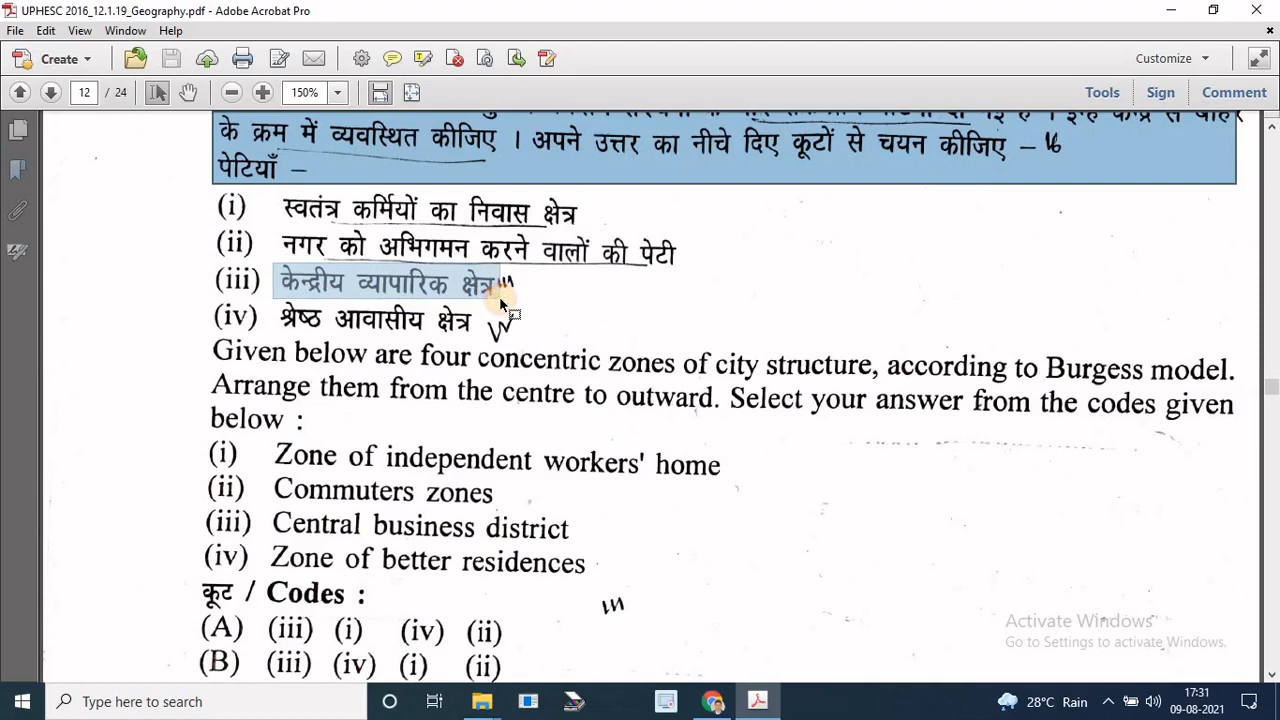 UPHESC 2016_12.1.19_Geography.pdf - Adobe Acrobat Pro
File Edit View Window Help
Create Customize
12 / 24 150% Tools Sign Comment
के क्रम में व्यवस्थित कीजिए । अपने उत्तर का नीचे दिए कूटों से चयन कीजिए –
पेटियाँ –
(i) स्वतंत्र कर्मियों का निवास क्षेत्र
(ii) नगर को अभिगमन करने वालों की पेटी
(iii) केन्द्रीय व्यापारिक क्षेत्र
(iv) श्रेष्ठ आवासीय क्षेत्र
Given below are four concentric zones of city structure, according to Burgess model.
Arrange them from the centre to outward. Select your answer from the codes given
below :
(i) Zone of independent workers' home
(ii) Commuters zones
(iii) Central business district
(iv) Zone of better residences
कूट / Codes :
(A) (iii) (i) (iv) (ii)
(B) (iii) (iv) (i) (ii)
Activate Windows
Go to Settings to activate Windows.
Type here to search 28°C Rain 17:31
09-08-2021